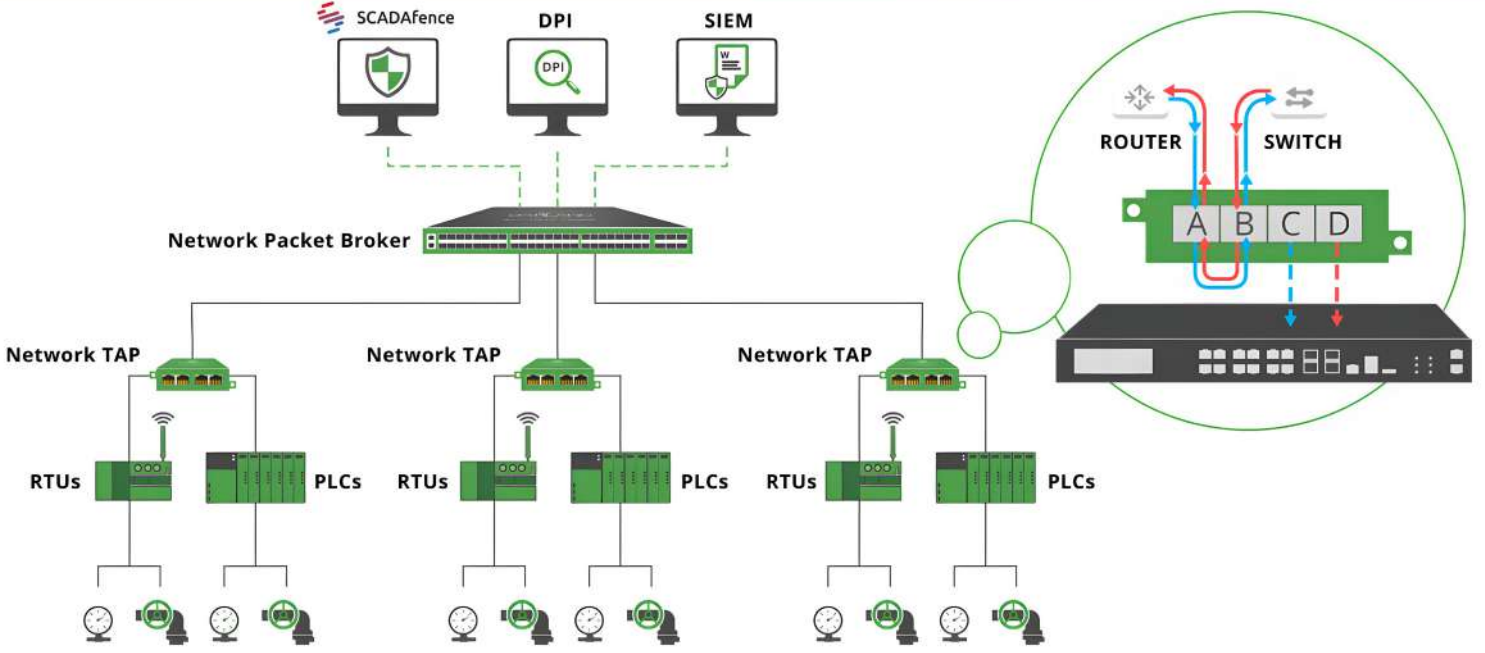 SCADAfence
DPI
SIEM
DPI
W
ROUTER
SWITCH
A B C D
Network Packet Broker
Network TAP
Network TAP
Network TAP
RTUs
PLCs
RTUs
PLCs
RTUs
PLCs